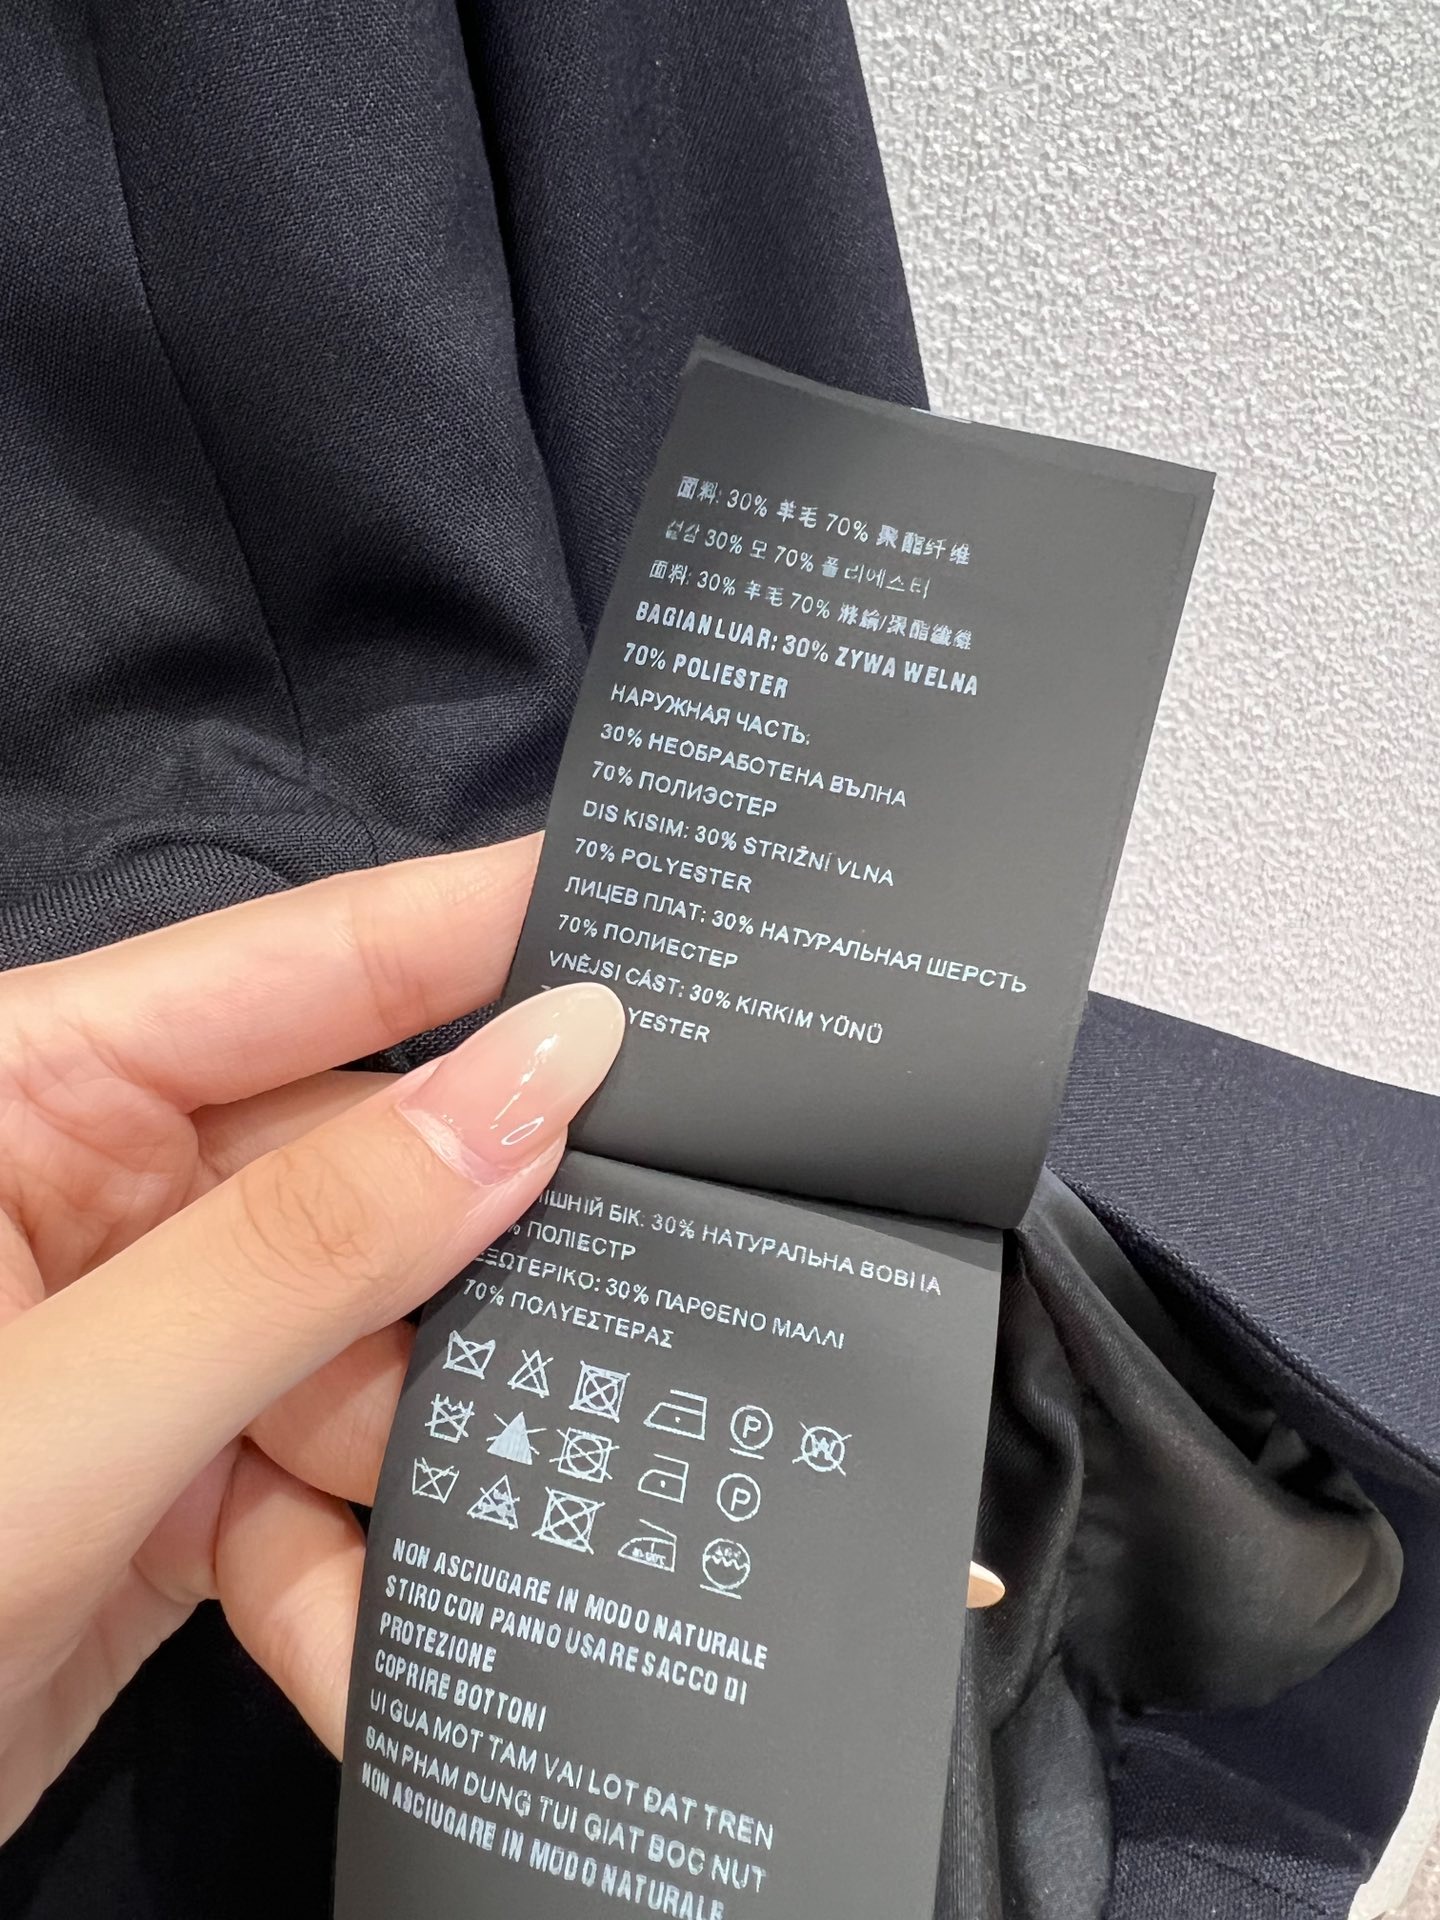 面料: 30% 羊毛 70% 聚酯纤维
겉감 30% 모 70% 폴리에스터
面料: 30% 羊毛 70% 滌綸/聚酯纖維
BAGIAN LUAR: 30% ZYWA WELNA
70% POLIESTER
НАРУЖНАЯ ЧАСТЬ:
30% НЕОБРАБОТЕНА ВЪЛНА
70% ПОЛИЭСТЕР
DIS KISIM: 30% STRIŽNÍ VLNA
70% POLYESTER
ЛИЦЕВ ПЛАТ: 30% НАТУРАЛЬНАЯ ШЕРСТЬ
70% ПОЛИЕСТЕР
VNĚJSI CÁST: 30% KIRKIM YÜNÜ
YESTER
ІШНІЙ БІК: 30% НАТУРАЛЬНА ВОВНА
% ПОЛІЕСТР
ΕΞΩΤΕΡΙΚΟ: 30% ΠΑΡΘΕΝΟ ΜΑΛΛΙ
70% ΠΟΛΥΕΣΤΕΡΑΣ
P W
P
NON ASCIUGARE IN MODO NATURALE
STIRO CON PANNO USARE SACCO DI
PROTEZIONE
COPRIRE BOTTONI
UI GUA MOT TAM VAI LOT ĐAT TREN
SAN PHAM DUNG TUI GIAT BOC NUT
NON ASCIUGARE IN MODO NATURALE